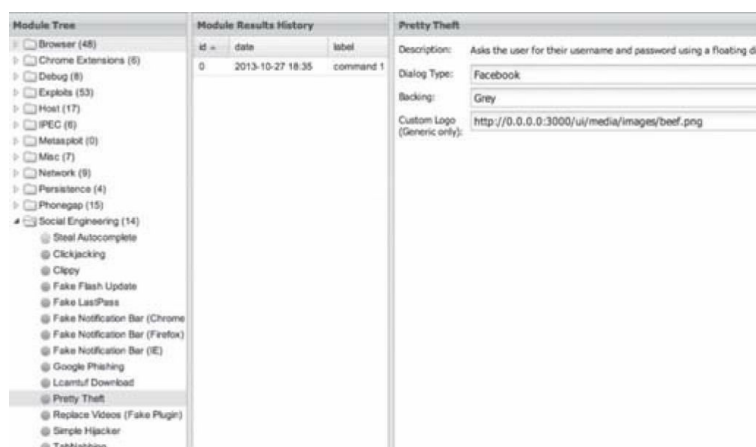 Module Tree
Browser (48)
Chrome Extensions (6)
Debug (8)
Exploits (53)
Host (17)
IPEC (6)
Metasploit (0)
Misc (7)
Network (9)
Persistence (4)
Phonegap (15)
Social Engineering (14)
Steal Autocomplete
Clickjacking
Clippy
Fake Flash Update
Fake LastPass
Fake Notification Bar (Chrome
Fake Notification Bar (Firefox)
Fake Notification Bar (IE)
Google Phishing
Lcamtuf Download
Pretty Theft
Replace Videos (Fake Plugin)
Simple Hijacker
TabNabbing
Module Results History
id date label
0 2013-10-27 18:35 command 1
Pretty Theft
Description: Asks the user for their username and password using a floating di
Dialog Type: Facebook
Backing: Grey
Custom Logo
(Generic only): http://0.0.0.0:3000/ui/media/images/beef.png